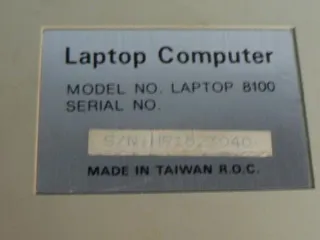 Laptop Computer
MODEL NO. LAPTOP 8100
SERIAL NO.
S/N:
MADE IN TAIWAN R.O.C.